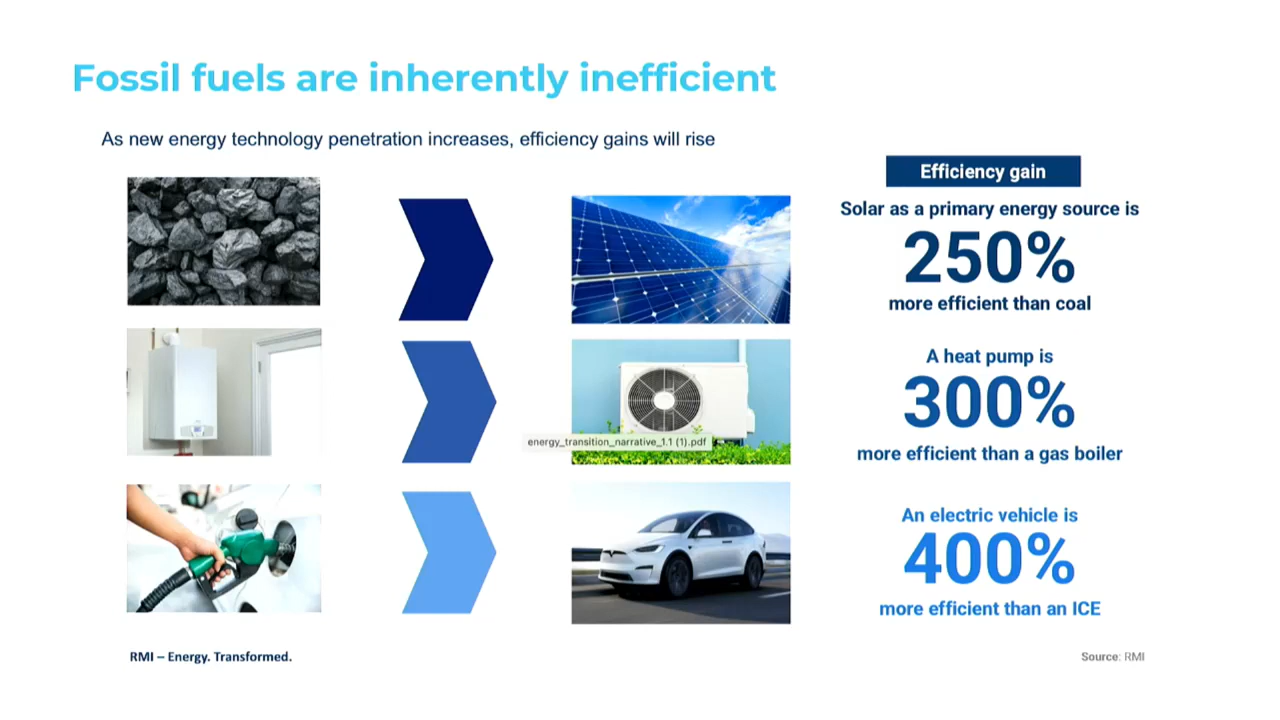 Fossil fuels are inherently inefficient
As new energy technology penetration increases, efficiency gains will rise
Efficiency gain
Solar as a primary energy source is
250%
more efficient than coal
A heat pump is
300%
more efficient than a gas boiler
energy_transition_narrative_1.1 (1).pdf
An electric vehicle is
400%
more efficient than an ICE
RMI – Energy. Transformed.
Source: RMI